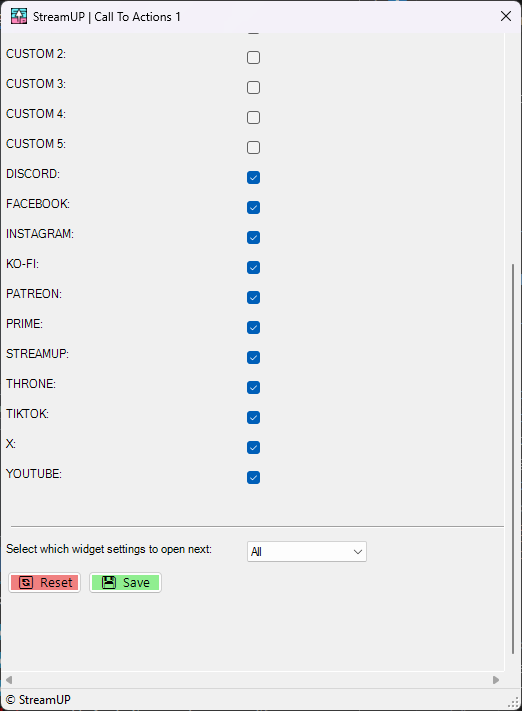 StreamUP | Call To Actions 1
CUSTOM 2:
CUSTOM 3:
CUSTOM 4:
CUSTOM 5:
DISCORD:
FACEBOOK:
INSTAGRAM:
KO-FI:
PATREON:
PRIME:
STREAMUP:
THRONE:
TIKTOK:
X:
YOUTUBE:
Select which widget settings to open next: All
Reset Save
© StreamUP